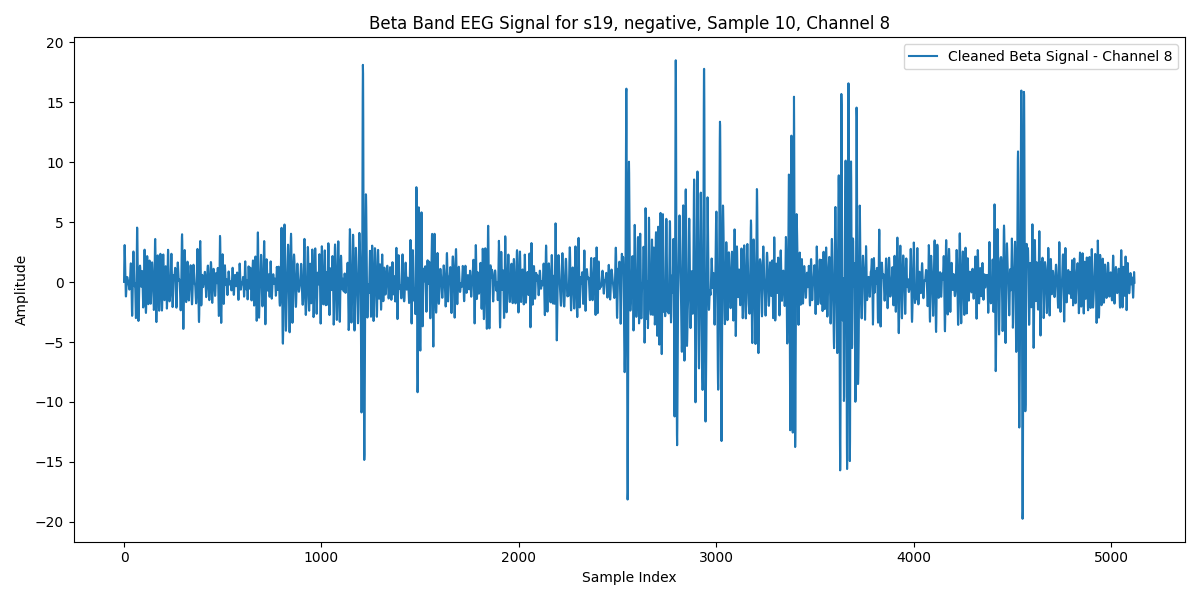 Beta Band EEG Signal for s19, negative, Sample 10, Channel 8
Cleaned Beta Signal - Channel 8
Amplitude
20
15
10
5
0
−5
−10
−15
−20
0 1000 2000 3000 4000 5000
Sample Index